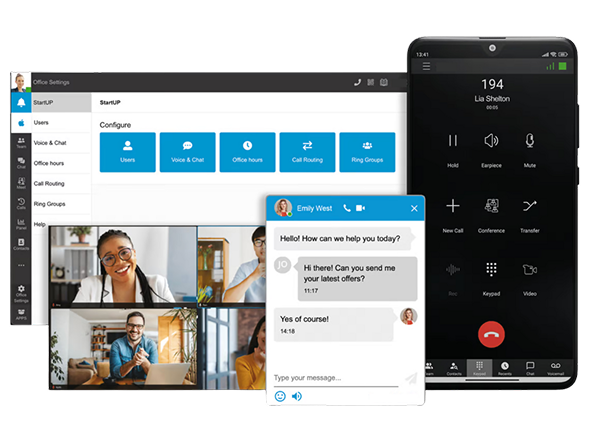 Office Settings
StartUP
Users
Voice & Chat
Office hours
Call Routing
Ring Groups
Help
Team
Chat
Meet
Calls
Panel
Contacts
Office
Settings
APPS
StartUP
Configure
Users
Voice & Chat
Office hours
Call Routing
Ring Groups
Emily West
Hello! How can we help you today?
JO
Hi there! Can you send me
your latest offers?
11:17
Yes of course!
14:18
Type your message...
13:41
194
Lia Shelton
00:05
Hold
Earpiece
Mute
New Call
Conference
Transfer
Rec
Keypad
Video
Contacts
Keypad
Recents
Chat
Voicemail